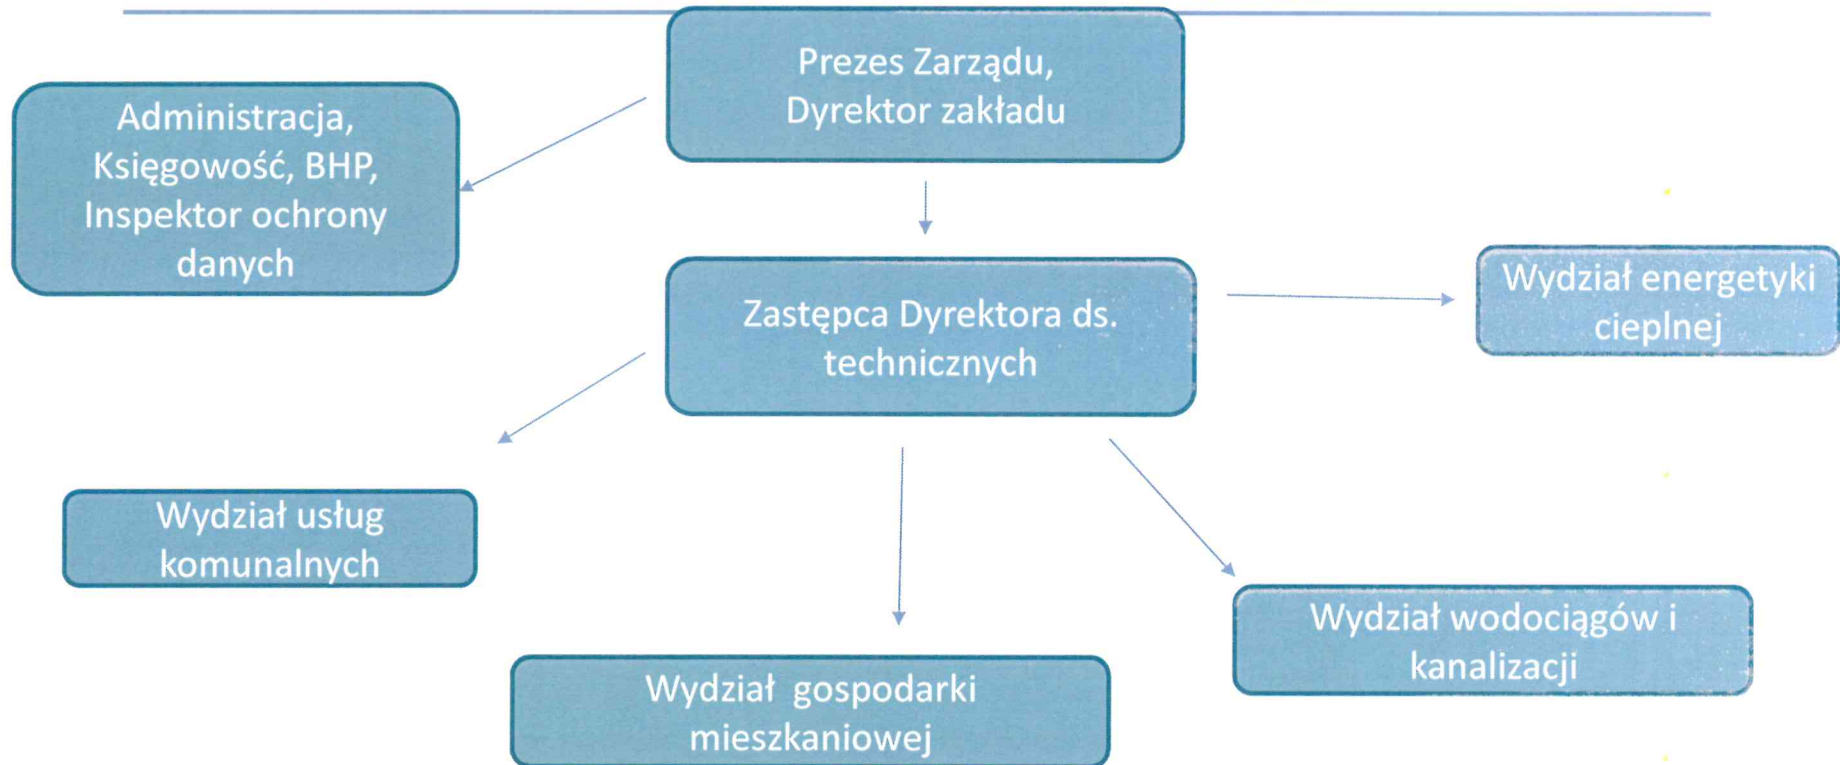 Prezes Zarządu,
Dyrektor zakładu
Administracja,
Księgowość, BHP,
Inspektor ochrony
danych
Zastępca Dyrektora ds.
technicznych
Wydział energetyki
cieplnej
Wydział usług
komunalnych
Wydział wodociągów i
kanalizacji
Wydział gospodarki
mieszkaniowej